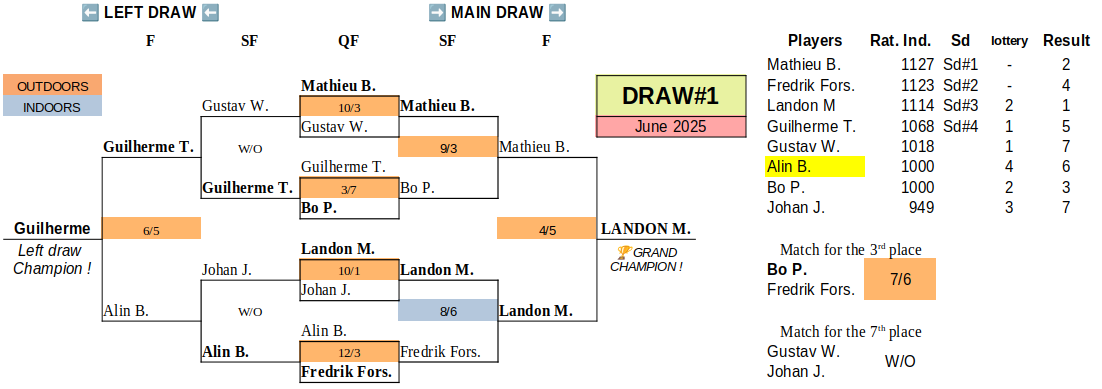 ⬅ LEFT DRAW ⬅ ➡ MAIN DRAW ➡
F SF QF SF F
Players Rat. Ind. Sd lottery Result
Mathieu B. 1127 Sd#1 - 2
Fredrik Fors. 1123 Sd#2 - 4
Landon M 1114 Sd#3 2 1
Guilherme T. 1068 Sd#4 1 5
Gustav W. 1018 1 7
Alin B. 1000 4 6
Bo P. 1000 2 3
Johan J. 949 3 7
OUTDOORS
INDOORS
DRAW#1
June 2025
Mathieu B.
Gustav W. 10/3 Mathieu B.
Gustav W.
Guilherme T. W/O 9/3 Mathieu B.
Guilherme T.
Guilherme T. 3/7 Bo P.
Bo P.
Guilherme 6/5 4/5 LANDON M.
Left draw
Champion !
🏆GRAND
CHAMPION !
Landon M.
Johan J. 10/1 Landon M.
Johan J.
Alin B. W/O 8/6 Landon M.
Alin B.
Alin B. 12/3 Fredrik Fors.
Fredrik Fors.
Match for the 3rd place
Bo P.
7/6
Fredrik Fors.
Match for the 7th place
Gustav W.
W/O
Johan J.